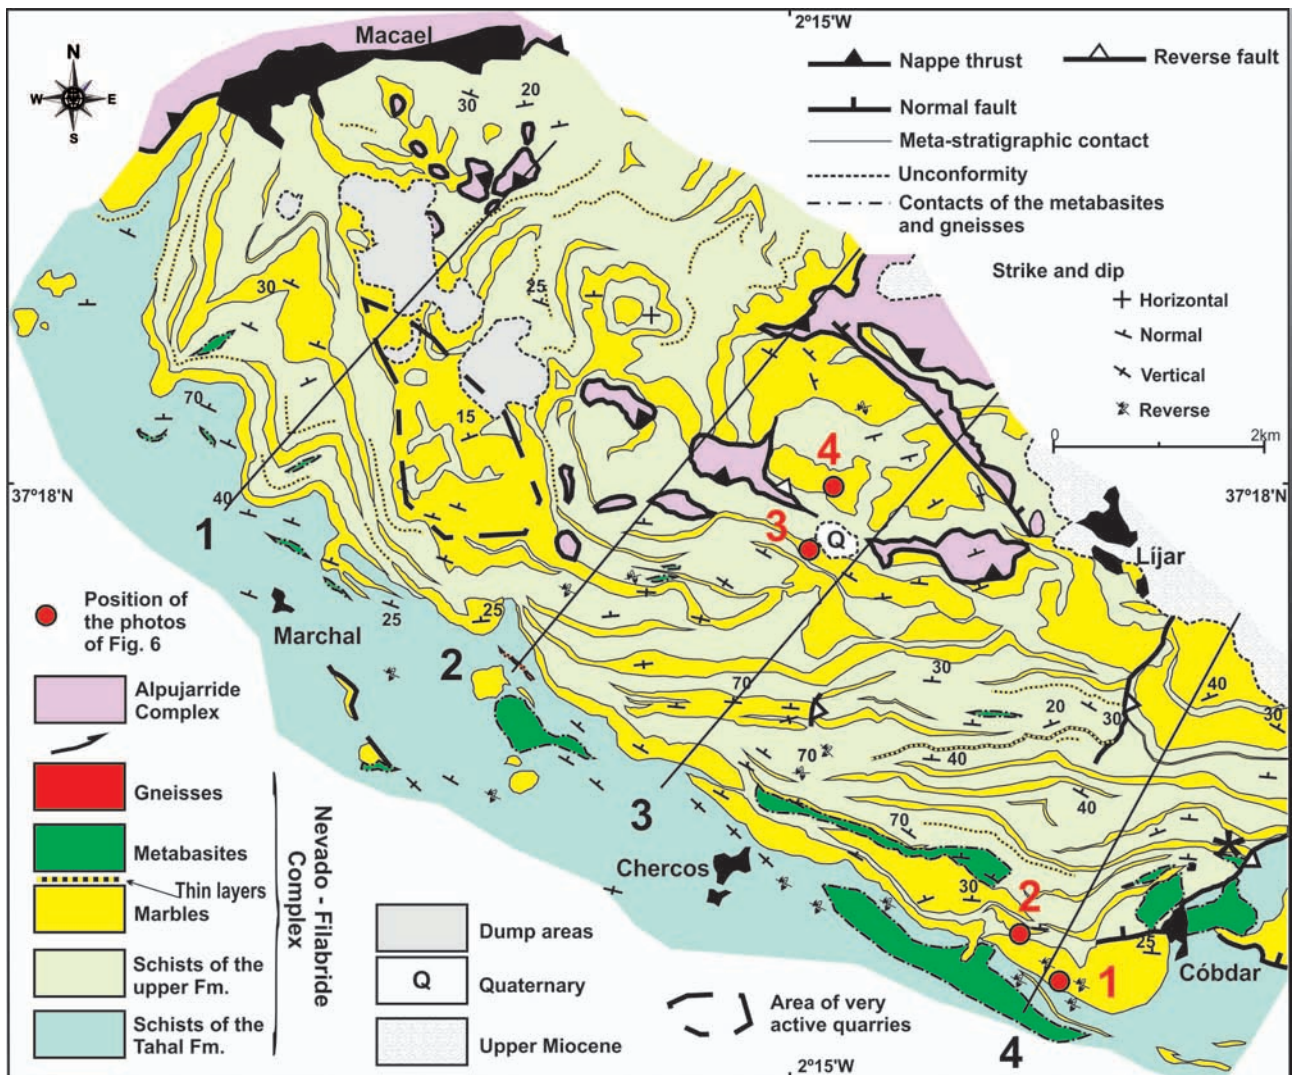 2°15'W
Macael
N
W
E
S
Nappe thrust
Reverse fault
Normal fault
Meta-stratigraphic contact
Unconformity
Contacts of the metabasites
and gneisses
Strike and dip
Horizontal
Normal
Vertical
Reverse
0
2km
30
20
30
25
70
15
4
37°18'N
37°18'N
40
1
3
Q
Líjar
Position of
the photos
of Fig. 6
Marchal
25
25
2
Alpujarride
Complex
30
40
70
20
30
30
Gneisses
70
40
40
3
Metabasites
Thin layers
Marbles
Nevado - Filabride
Complex
Chercos
70
30
2
Dump areas
25
1
Cóbdar
Schists of the
upper Fm.
Q
Quaternary
Area of very
active quarries
Schists of the
Tahal Fm.
Upper Miocene
4
2°15'W